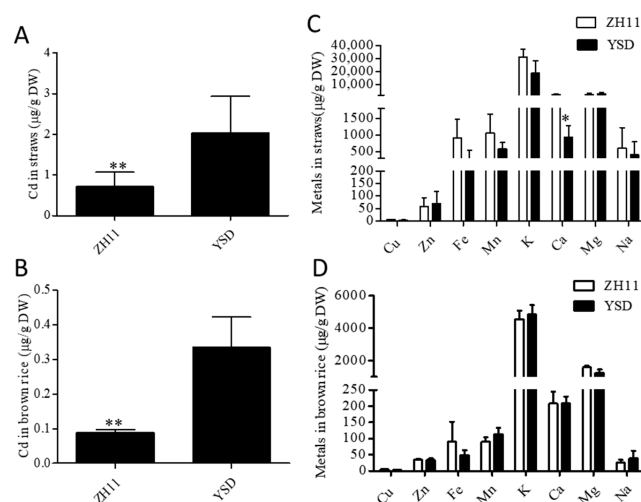 A
Cd in straws (μg/g DW)
4
3
2
1
0
**
ZH11
YSD
B
Cd in brown rice (μg/g DW)
0.5
0.4
0.3
0.2
0.1
0.0
**
ZH11
YSD
C
ZH11
YSD
Metals in straws(μg/g DW)
40,000
30,000
20,000
10,000
1500
1000
500
200
150
100
50
0
*
Cu
Zn
Fe
Mn
K
Ca
Mg
Na
D
ZH11
YSD
Metals in brown rice (μg/g DW)
6000
4000
2000
250
200
150
100
50
0
Cu
Zn
Fe
Mn
K
Ca
Mg
Na